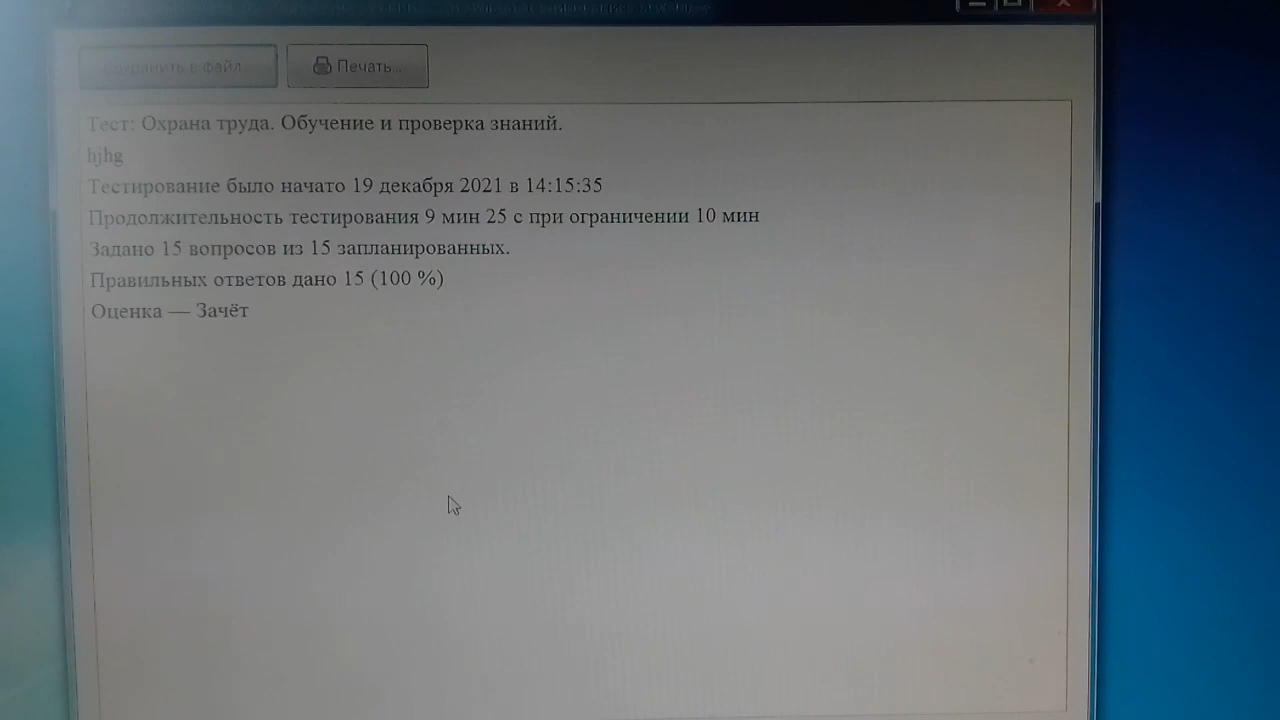 Сохранить в файл...
Печать...
Тест: Охрана труда. Обучение и проверка знаний.
hjhg
Тестирование было начато 19 декабря 2021 в 14:15:35
Продолжительность тестирования 9 мин 25 с при ограничении 10 мин
Задано 15 вопросов из 15 запланированных.
Правильных ответов дано 15 (100 %)
Оценка — Зачёт